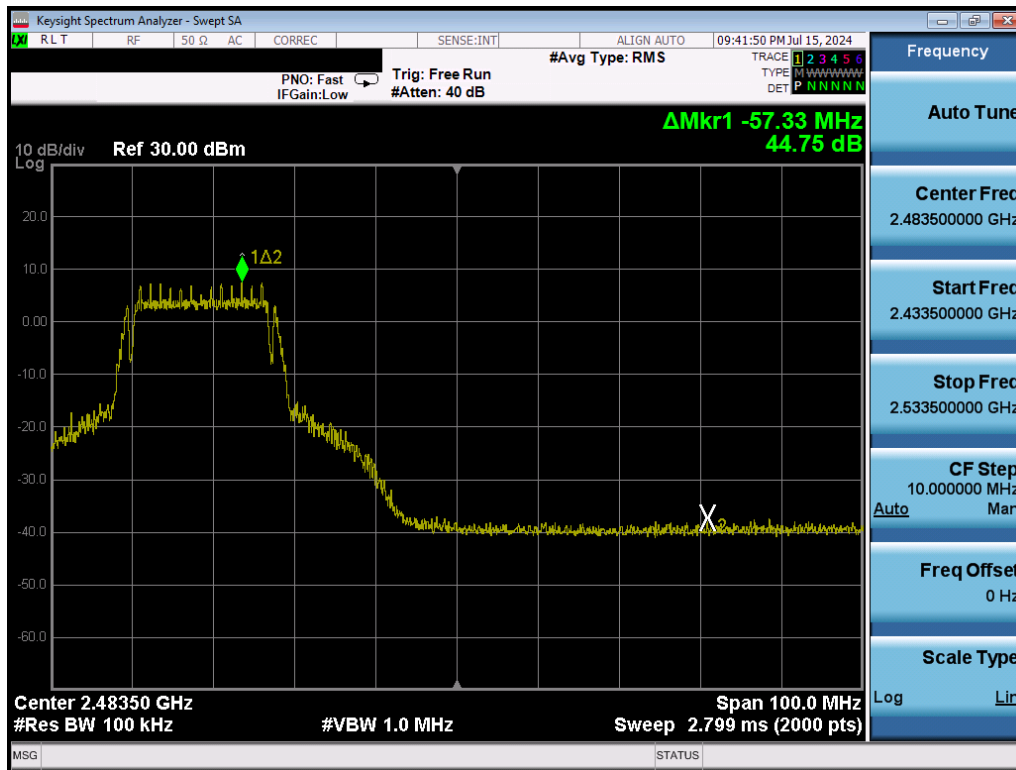 Keysight Spectrum Analyzer - Swept SA
LXI RLT RF 50 Ω AC CORREC SENSE:INT ALIGN AUTO 09:41:50 PM Jul 15, 2024
#Avg Type: RMS
PNO: Fast
IFGain:Low
Trig: Free Run
#Atten: 40 dB
TRACE 1 2 3 4 5 6
TYPE M W W W W W
DET P N N N N N
ΔMkr1 -57.33 MHz
44.75 dB
10 dB/div Ref 30.00 dBm
Log
20.0
10.0
0.00
-10.0
-20.0
-30.0
-40.0
-50.0
-60.0
1Δ2
2
Center 2.48350 GHz
Span 100.0 MHz
#Res BW 100 kHz
#VBW 1.0 MHz
Sweep 2.799 ms (2000 pts)
MSG
STATUS
Frequency
Auto Tune
Center Freq
2.483500000 GHz
Start Freq
2.433500000 GHz
Stop Freq
2.533500000 GHz
CF Step
10.000000 MHz
Auto Man
Freq Offset
0 Hz
Scale Type
Log Lin